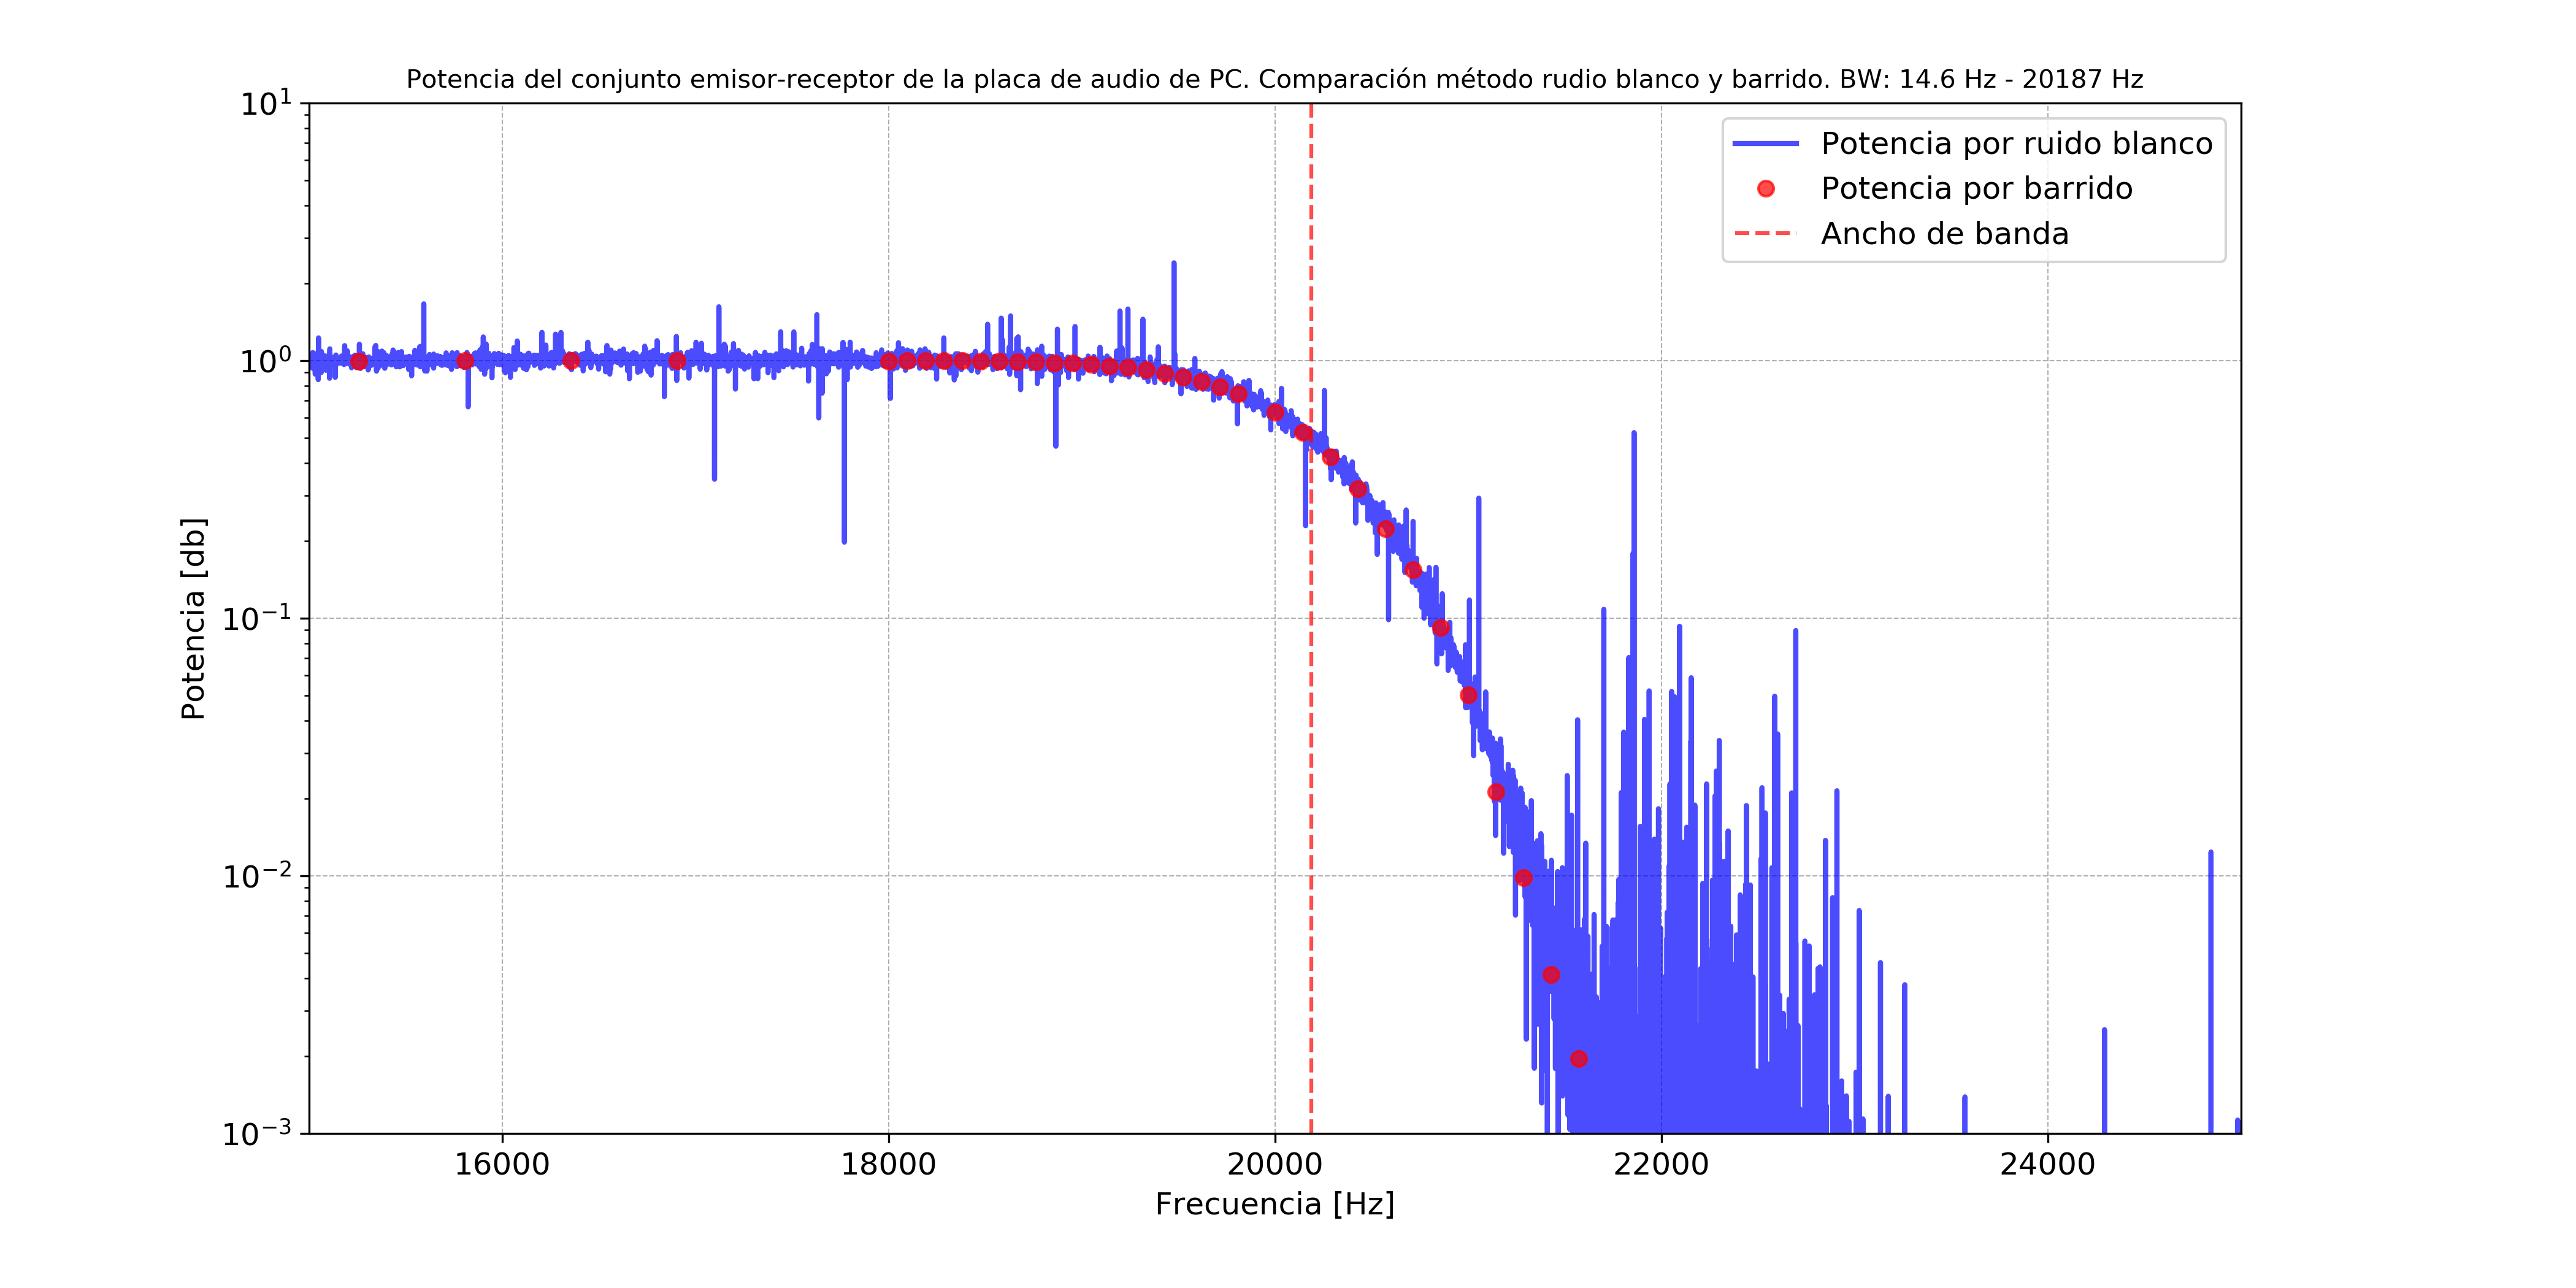 Potencia del conjunto emisor-receptor de la placa de audio de PC. Comparación método rudio blanco y barrido. BW: 14.6 Hz - 20187 Hz
Potencia por ruido blanco
Potencia por barrido
Ancho de banda
Potencia [db]
10¹
10⁰
10⁻¹
10⁻²
10⁻³
16000
18000
20000
22000
24000
Frecuencia [Hz]